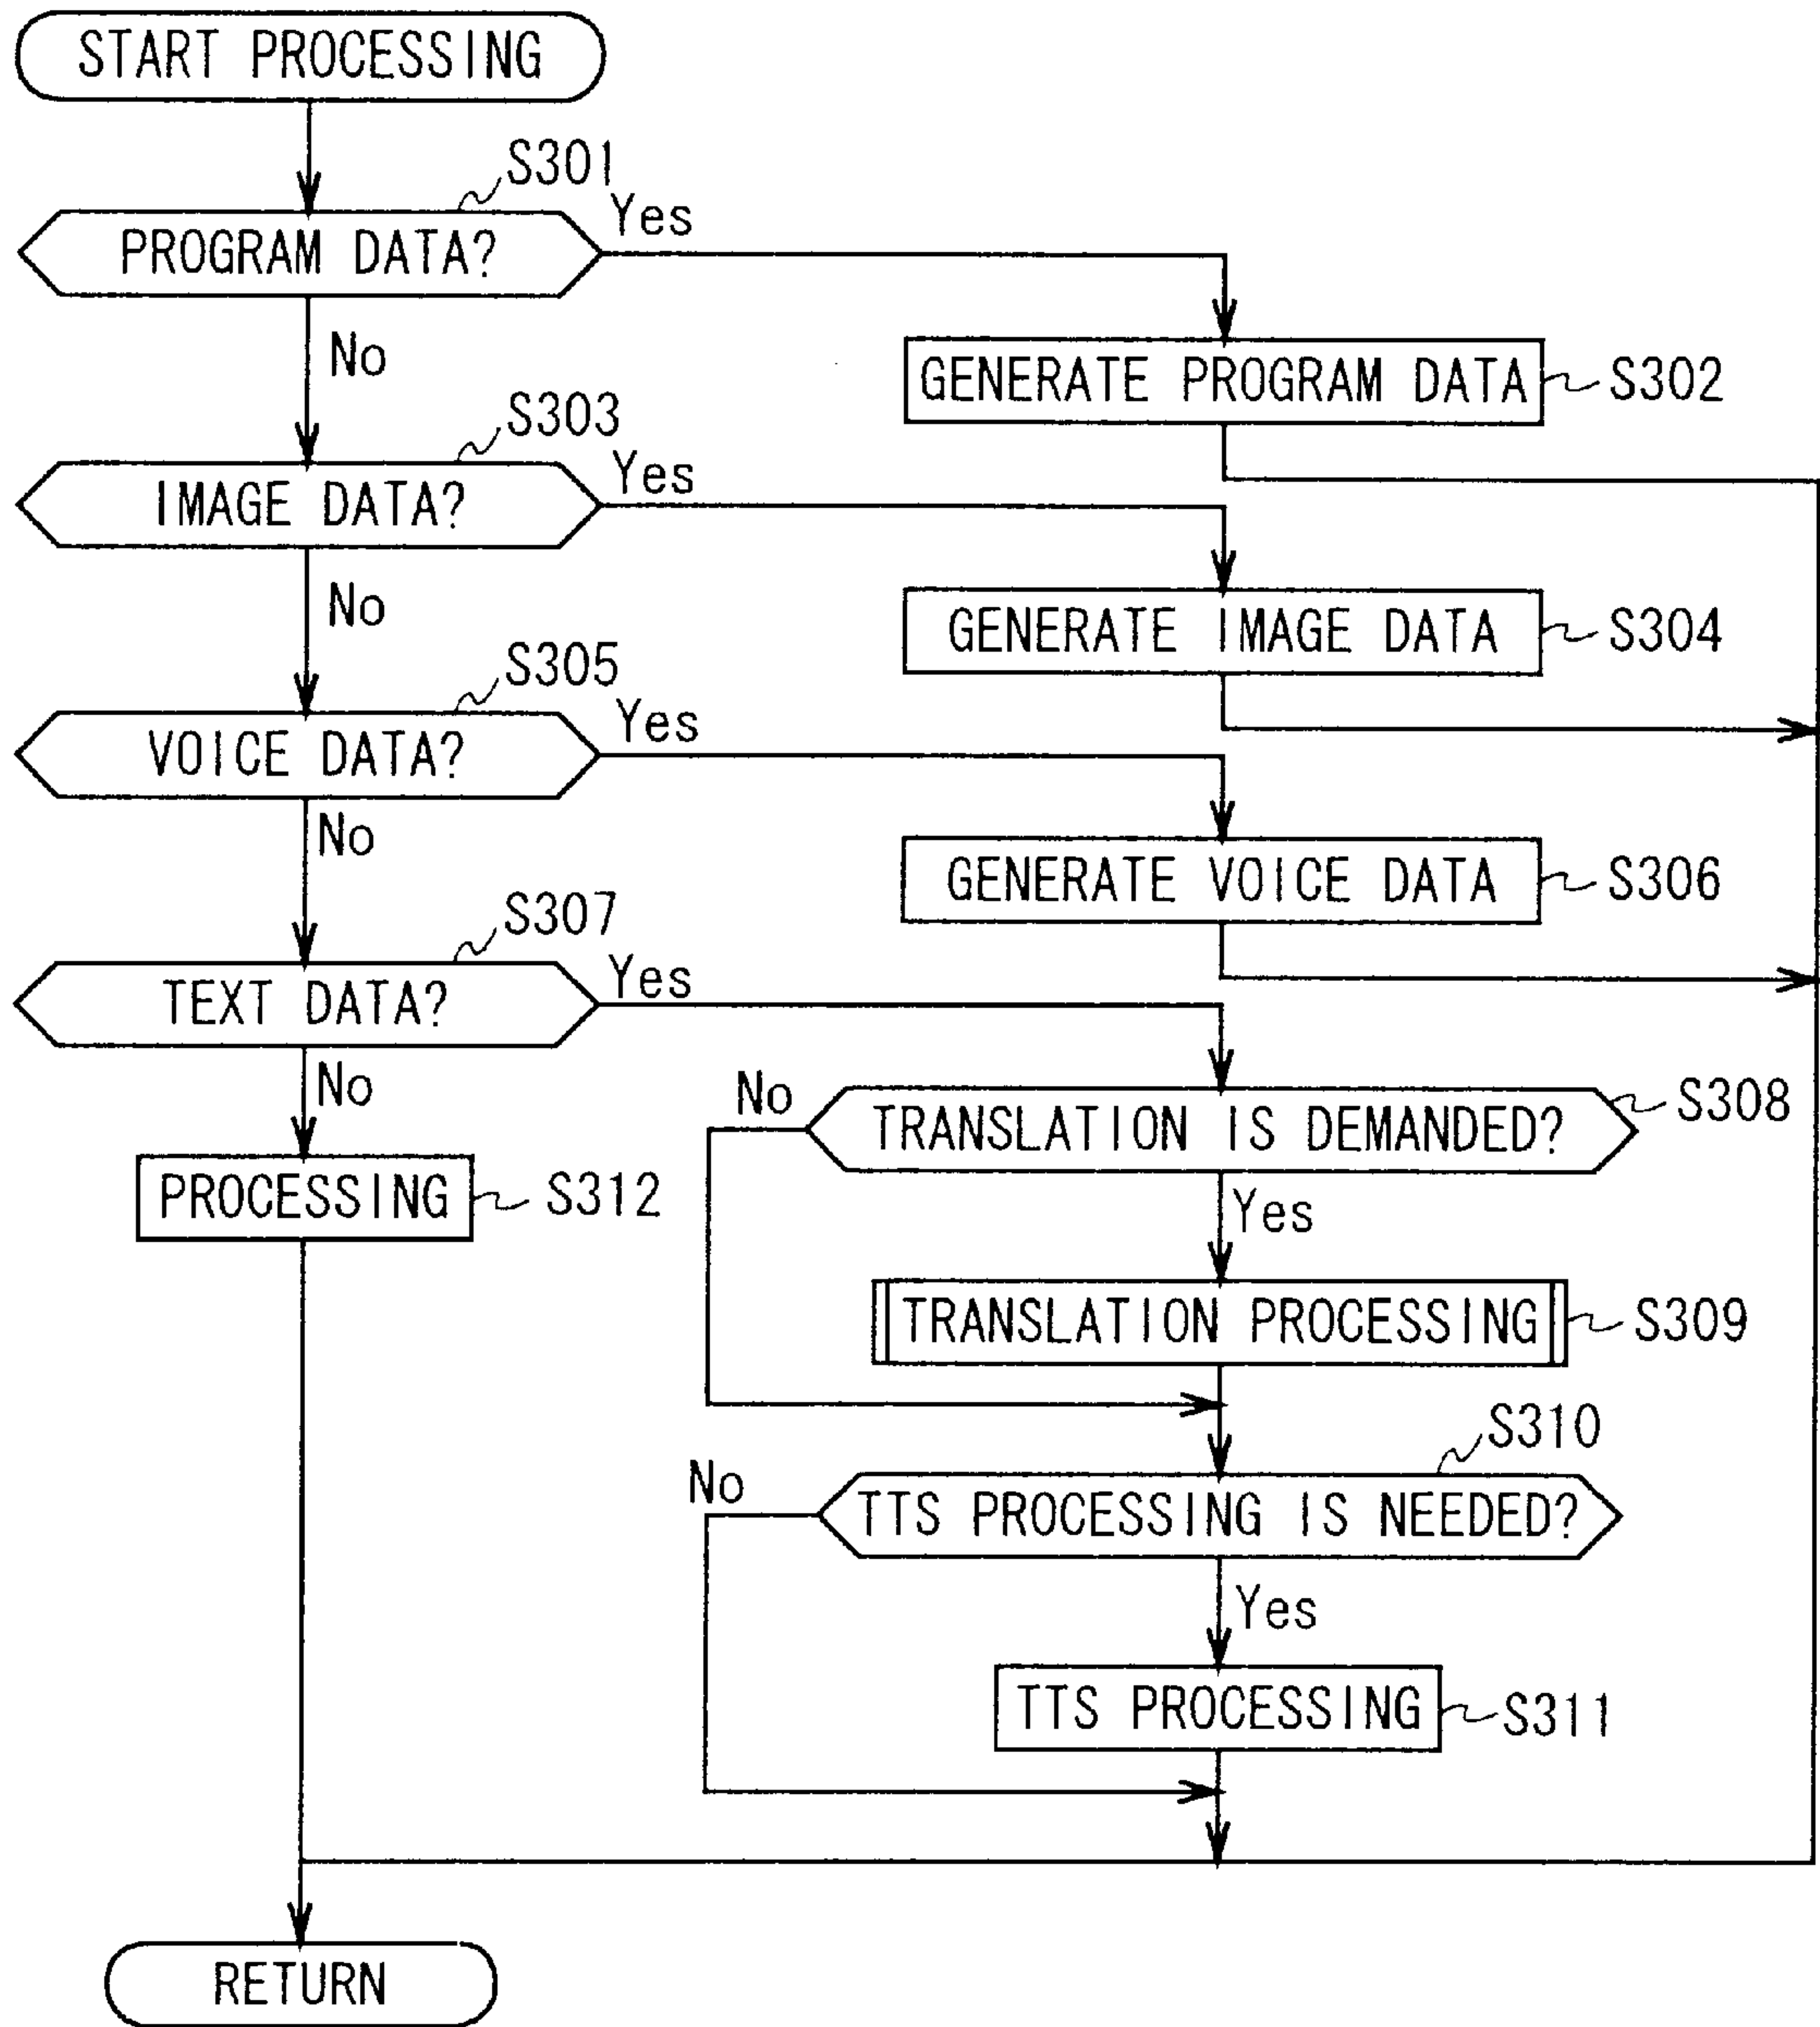 START PROCESSING
S301
PROGRAM DATA?
Yes
No
GENERATE PROGRAM DATA
S302
S303
IMAGE DATA?
Yes
No
GENERATE IMAGE DATA
S304
S305
VOICE DATA?
Yes
No
GENERATE VOICE DATA
S306
S307
TEXT DATA?
Yes
No
No
TRANSLATION IS DEMANDED?
S308
PROCESSING
S312
Yes
TRANSLATION PROCESSING
S309
S310
No
TTS PROCESSING IS NEEDED?
Yes
TTS PROCESSING
S311
RETURN